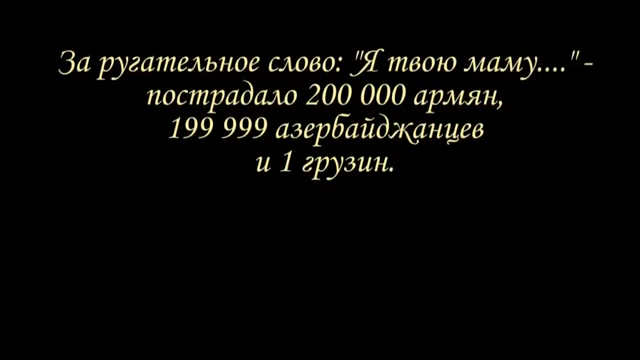 За ругательное слово: "Я твою маму...." -
пострадало 200 000 армян,
199 999 азербайджанцев
и 1 грузин.